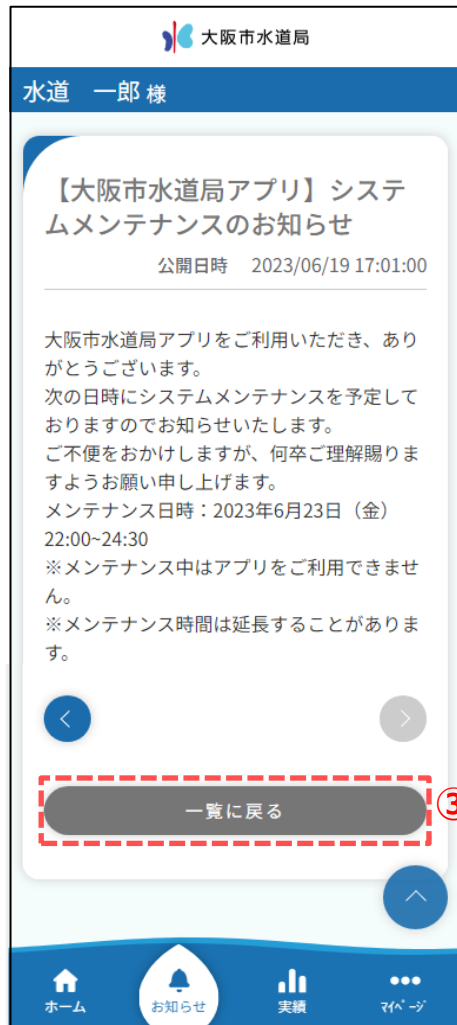 大阪市水道局
水道　一郎 様
【大阪市水道局アプリ】システ
ムメンテナンスのお知らせ
公開日時　2023/06/19 17:01:00
大阪市水道局アプリをご利用いただき、あり
がとうございます。
次の日時にシステムメンテナンスを予定して
おりますのでお知らせいたします。
ご不便をおかけしますが、何卒ご理解賜りま
すようお願い申し上げます。
メンテナンス日時：2023年6月23日（金）
22:00~24:30
※メンテナンス中はアプリをご利用できませ
ん。
※メンテナンス時間は延長することがありま
す。
一覧に戻る
③
ホーム
お知らせ
実績
ﾏｲﾍﾟｰｼﾞ